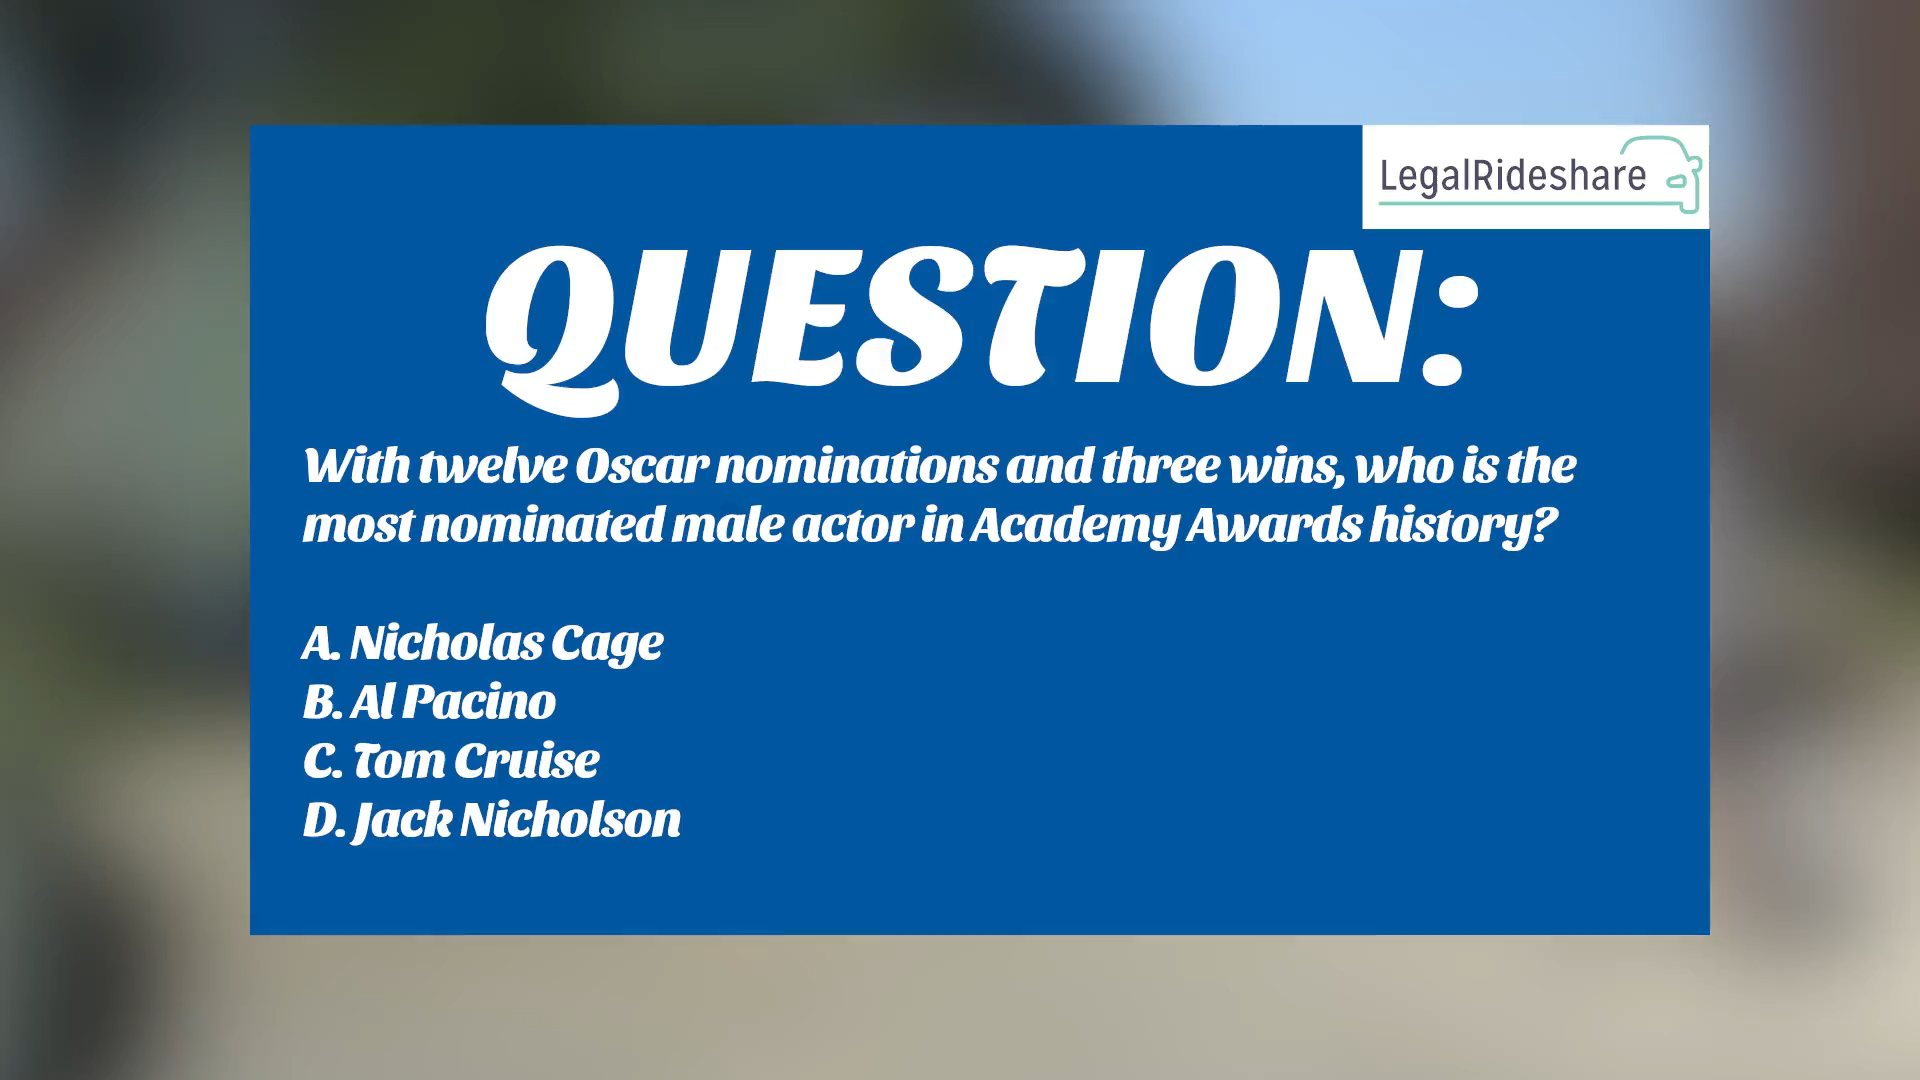 LegalRideshare
QUESTION:
With twelve Oscar nominations and three wins, who is the
most nominated male actor in Academy Awards history?
A. Nicholas Cage
B. Al Pacino
C. Tom Cruise
D. Jack Nicholson